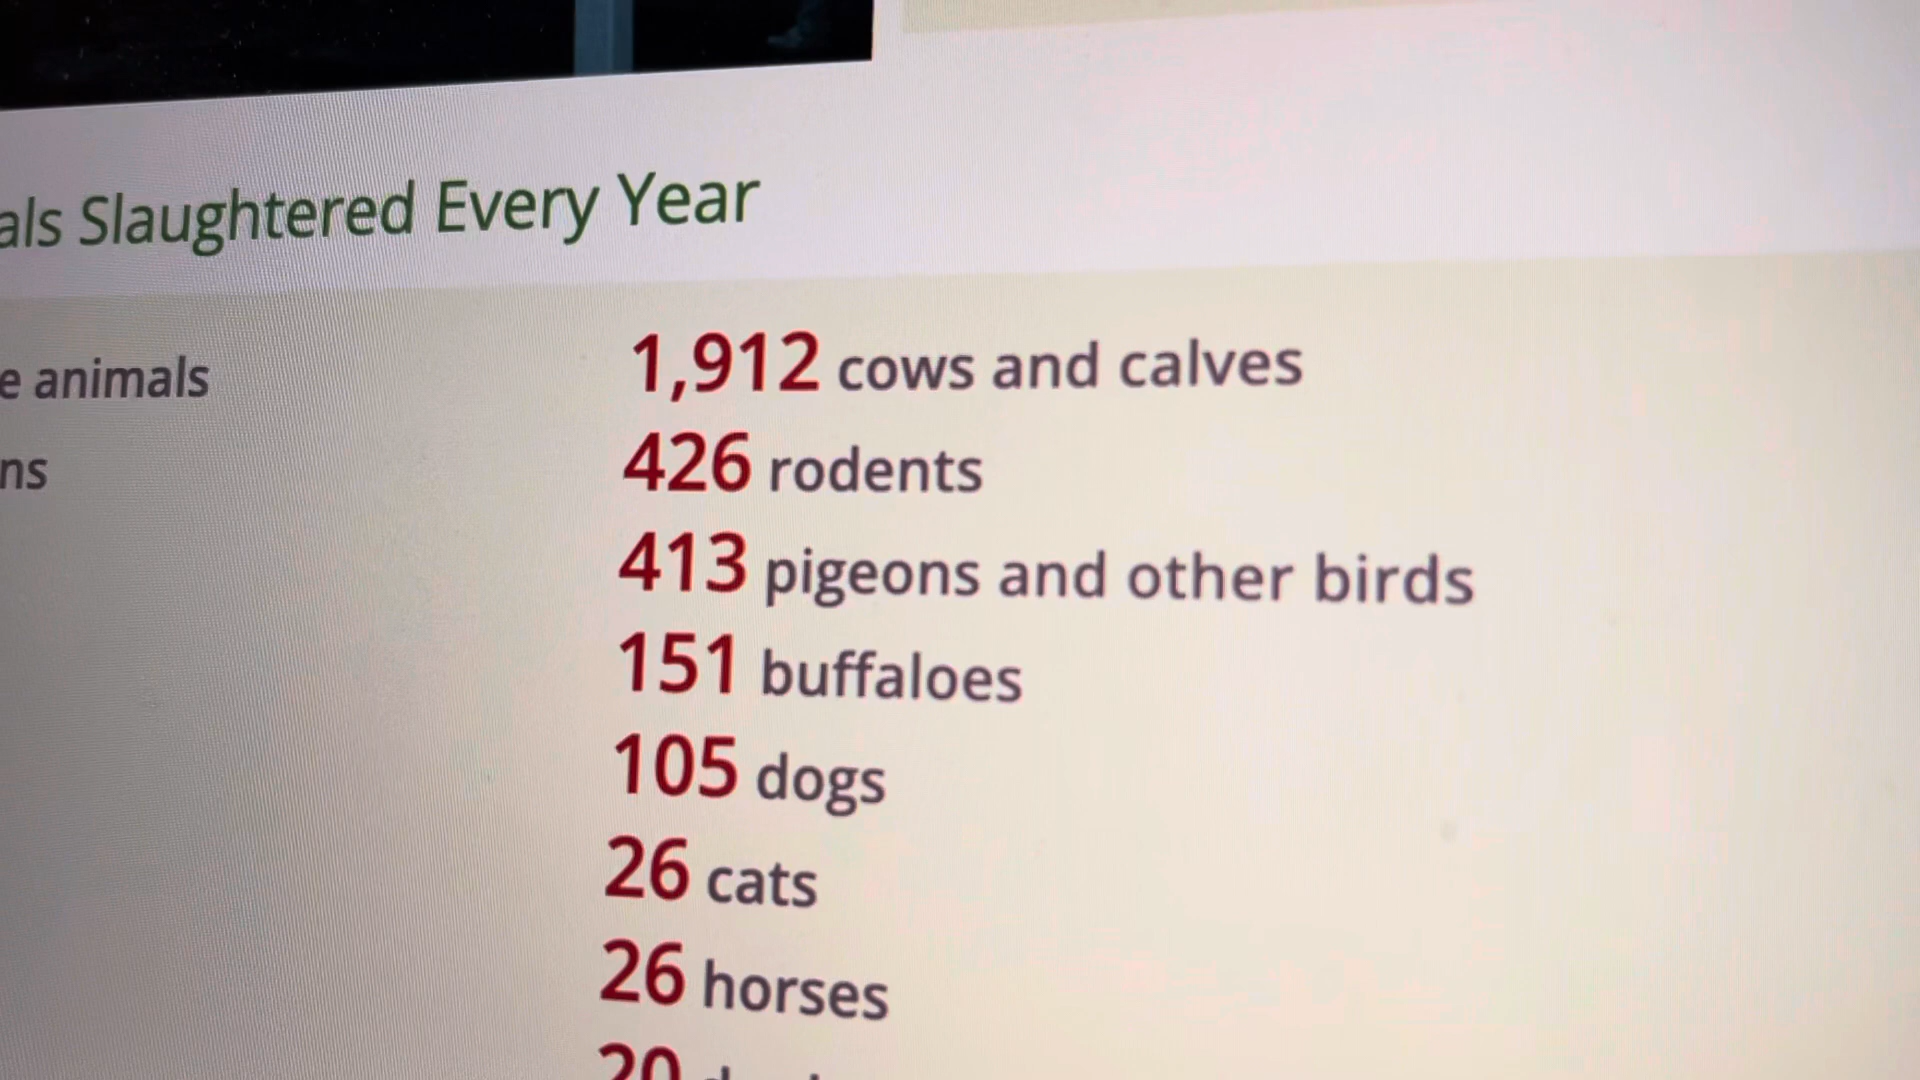 als Slaughtered Every Year
e animals
ns
1,912 cows and calves
426 rodents
413 pigeons and other birds
151 buffaloes
105 dogs
26 cats
26 horses
20